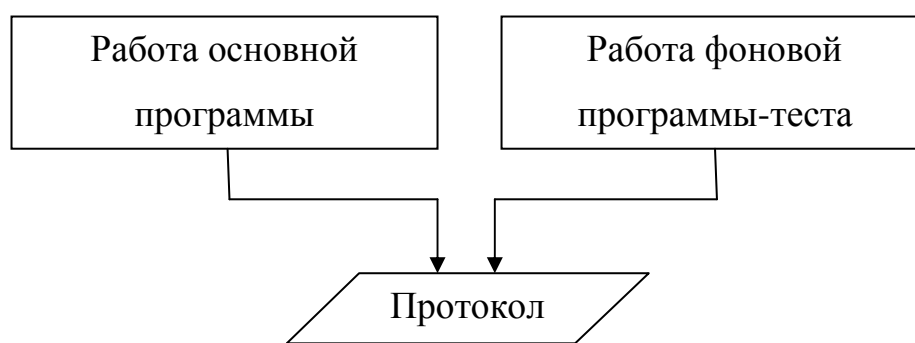 Работа основной
программы
Работа фоновой
программы-теста
Протокол